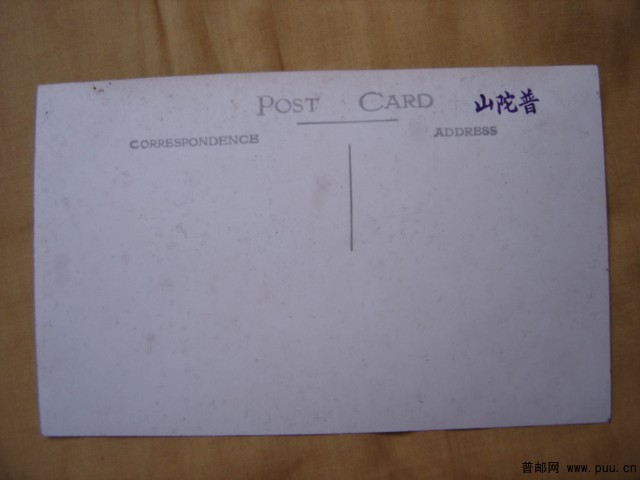 POST CARD
普陀山
CORRESPONDENCE
ADDRESS
普邮网 www.puu.cn